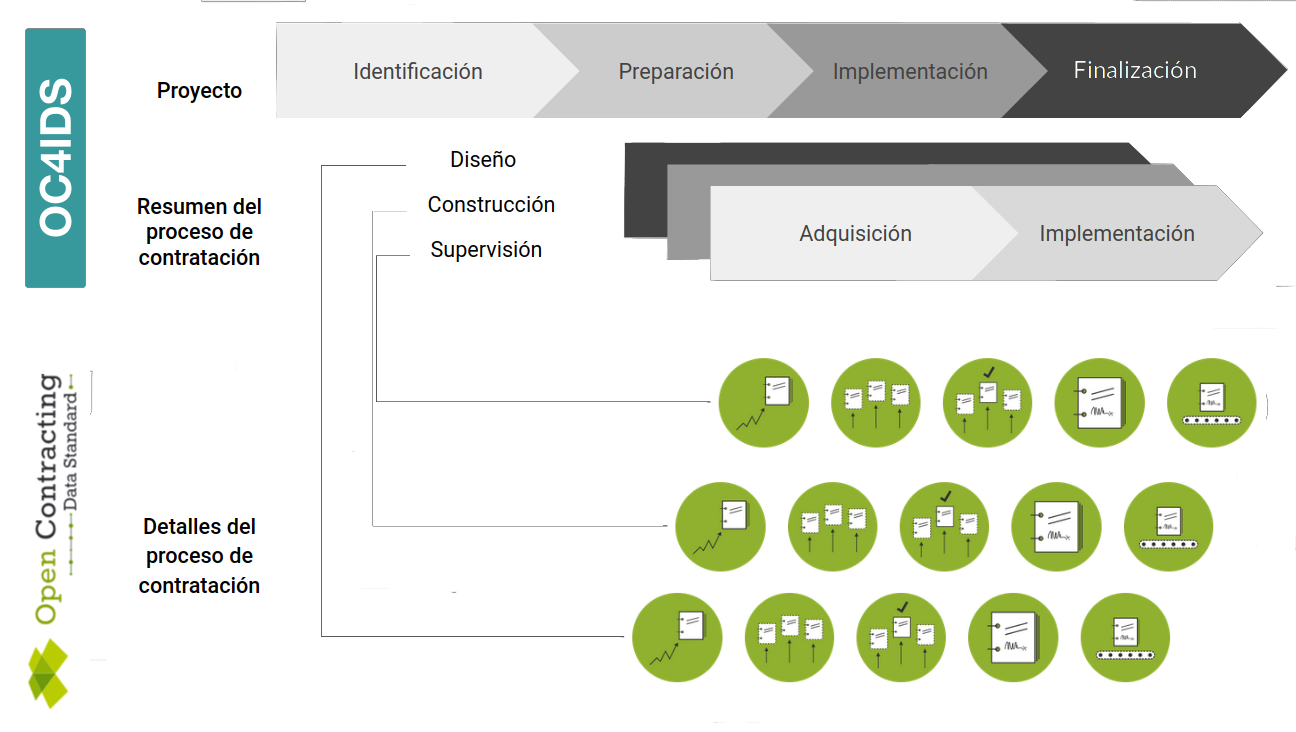 OC4IDS
Proyecto
Identificación
Preparación
Implementación
Finalización
Resumen del
proceso de
contratación
Diseño
Construcción
Supervisión
Adquisición
Implementación
Open Contracting
Data Standard
Detalles del
proceso de
contratación